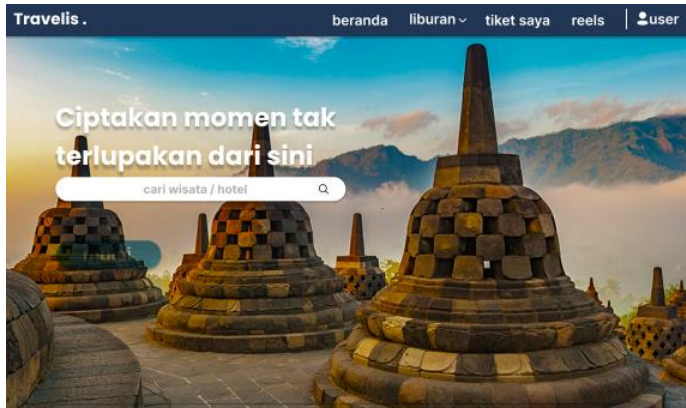 Travelis .
beranda liburan tiket saya reels user
Ciptakan momen tak
terlupakan dari sini
cari wisata / hotel